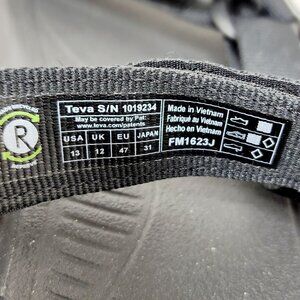 Teva S/N 1019234
May be covered by Pat:
www.teva.com/patents
USA UK EU JAPAN
13 12 47 31
Made in Vietnam
Fabriqué au Vietnam
Hecho en Vietnam
FM1623J
R